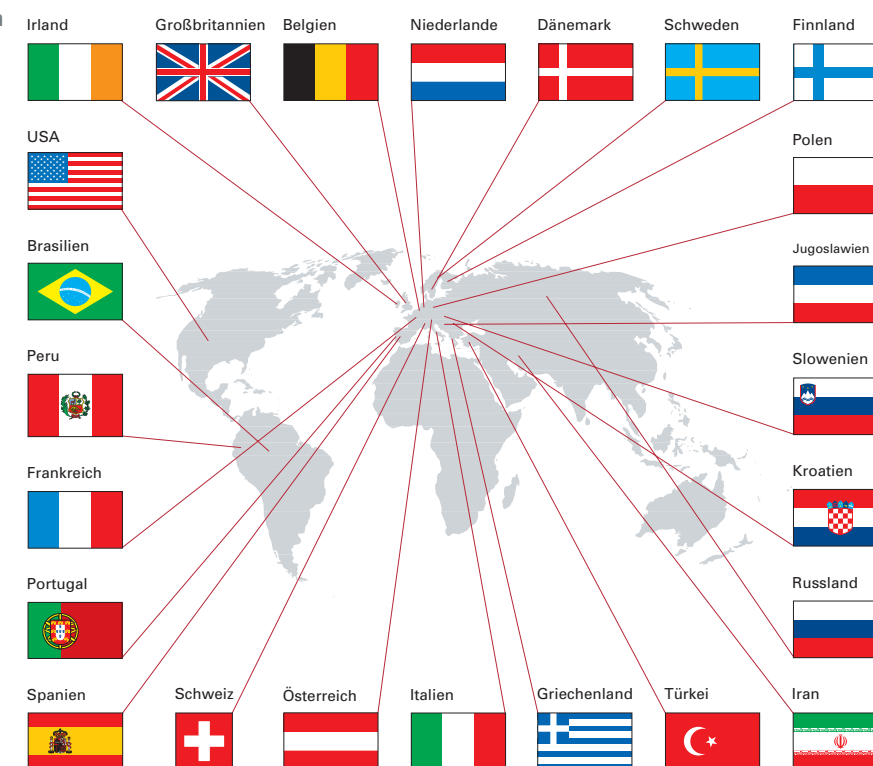 Irland Großbritannien Belgien Niederlande Dänemark Schweden Finnland
USA
Polen
Brasilien
Jugoslawien
Peru
Slowenien
Frankreich
Kroatien
Portugal
Russland
Spanien Schweiz Österreich Italien Griechenland Türkei Iran